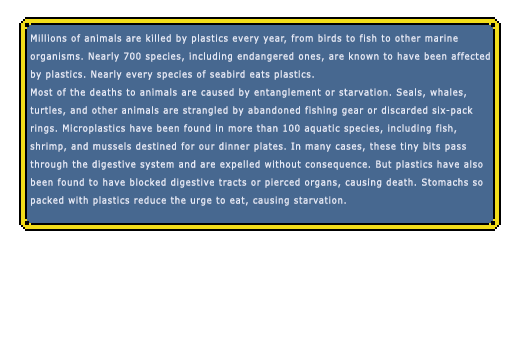 Millions of animals are killed by plastics every year, from birds to fish to other marine
organisms. Nearly 700 species, including endangered ones, are known to have been affected
by plastics. Nearly every species of seabird eats plastics.
Most of the deaths to animals are caused by entanglement or starvation. Seals, whales,
turtles, and other animals are strangled by abandoned fishing gear or discarded six-pack
rings. Microplastics have been found in more than 100 aquatic species, including fish,
shrimp, and mussels destined for our dinner plates. In many cases, these tiny bits pass
through the digestive system and are expelled without consequence. But plastics have also
been found to have blocked digestive tracts or pierced organs, causing death. Stomachs so
packed with plastics reduce the urge to eat, causing starvation.